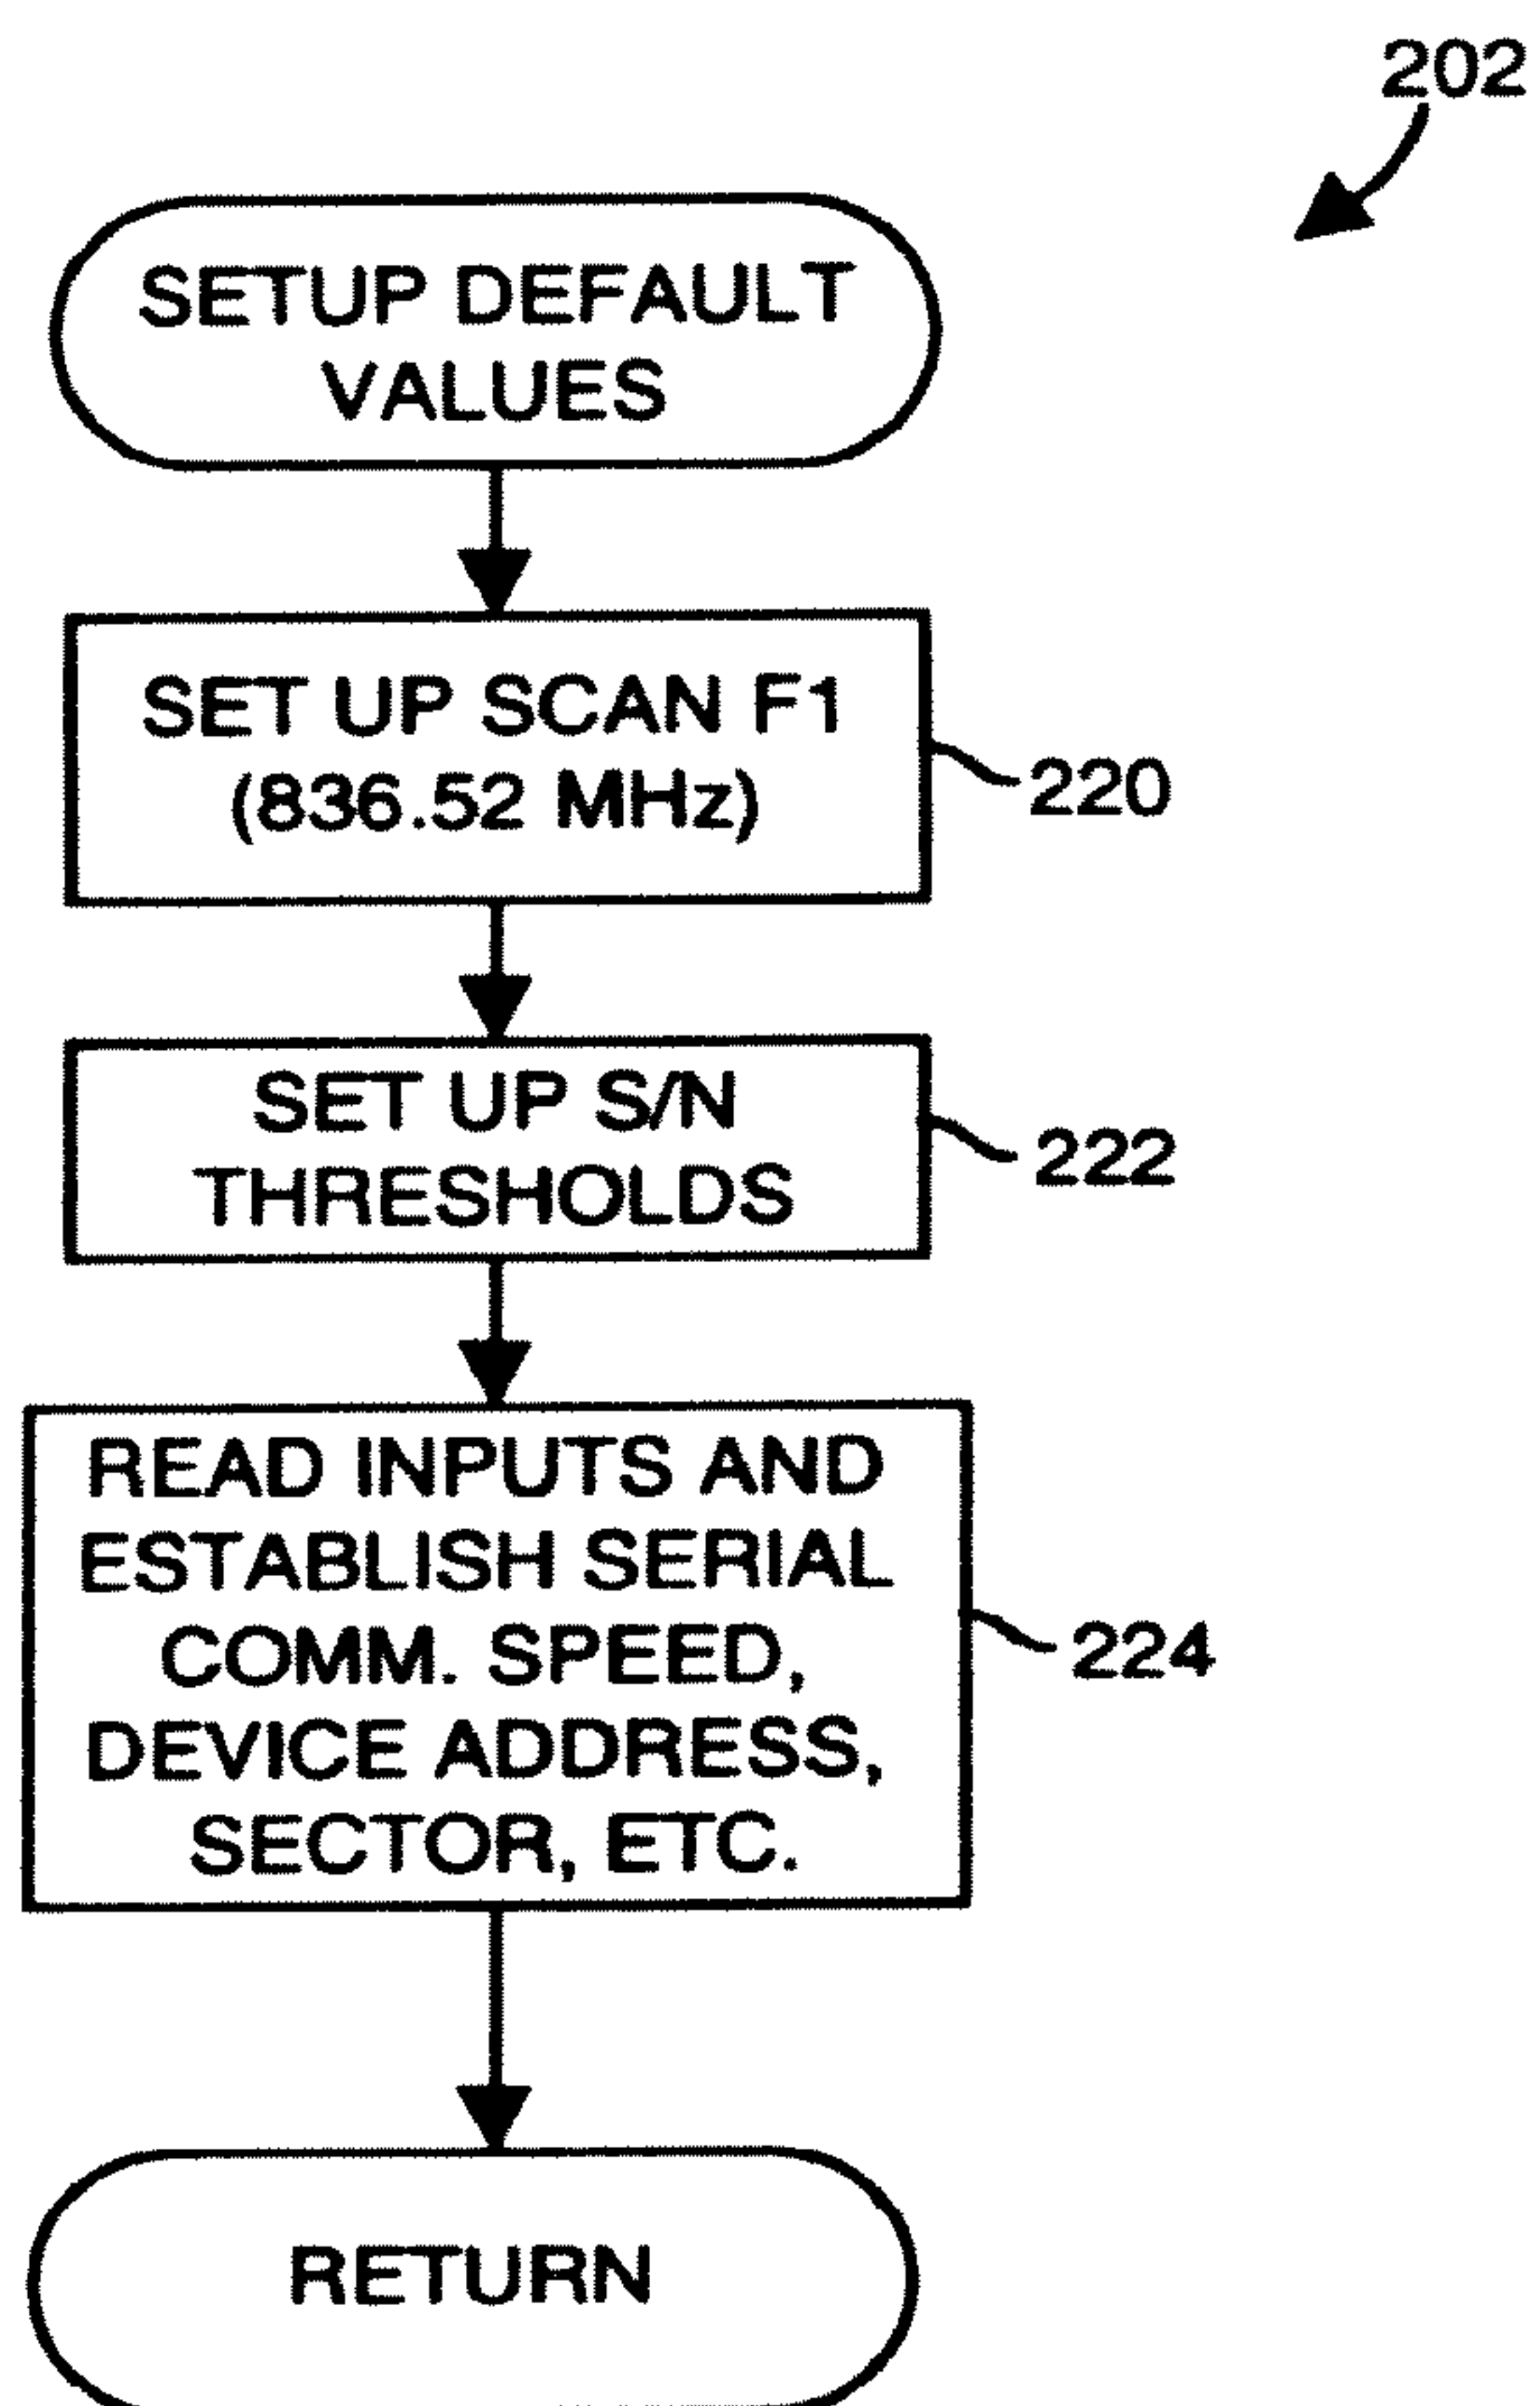 202
SETUP DEFAULT
VALUES
SET UP SCAN F1
(836.52 MHz)
220
SET UP S/N
THRESHOLDS
222
READ INPUTS AND
ESTABLISH SERIAL
COMM. SPEED,
DEVICE ADDRESS,
SECTOR, ETC.
224
RETURN